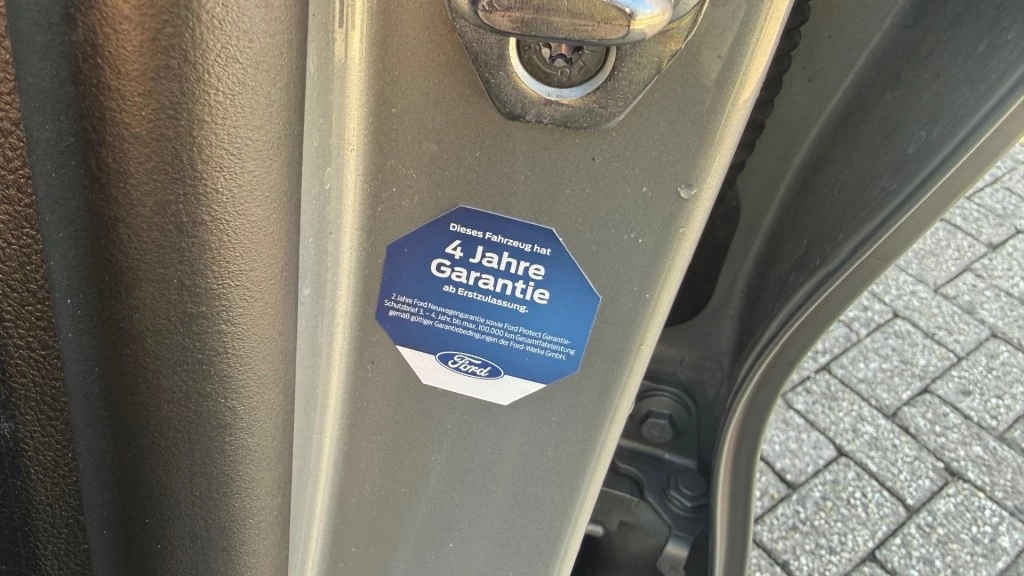 Dieses Fahrzeug hat
4 Jahre
Garantie
ab Erstzulassung.
2 Jahre Ford Neuwagengarantie sowie Ford Protect Garantie-
Schutzbrief 3. – 4. Jahr, bis max. 100.000 km Gesamtfahrleistung
gemäß gültiger Garantiebedingungen der Ford-Werke GmbH.
Ford